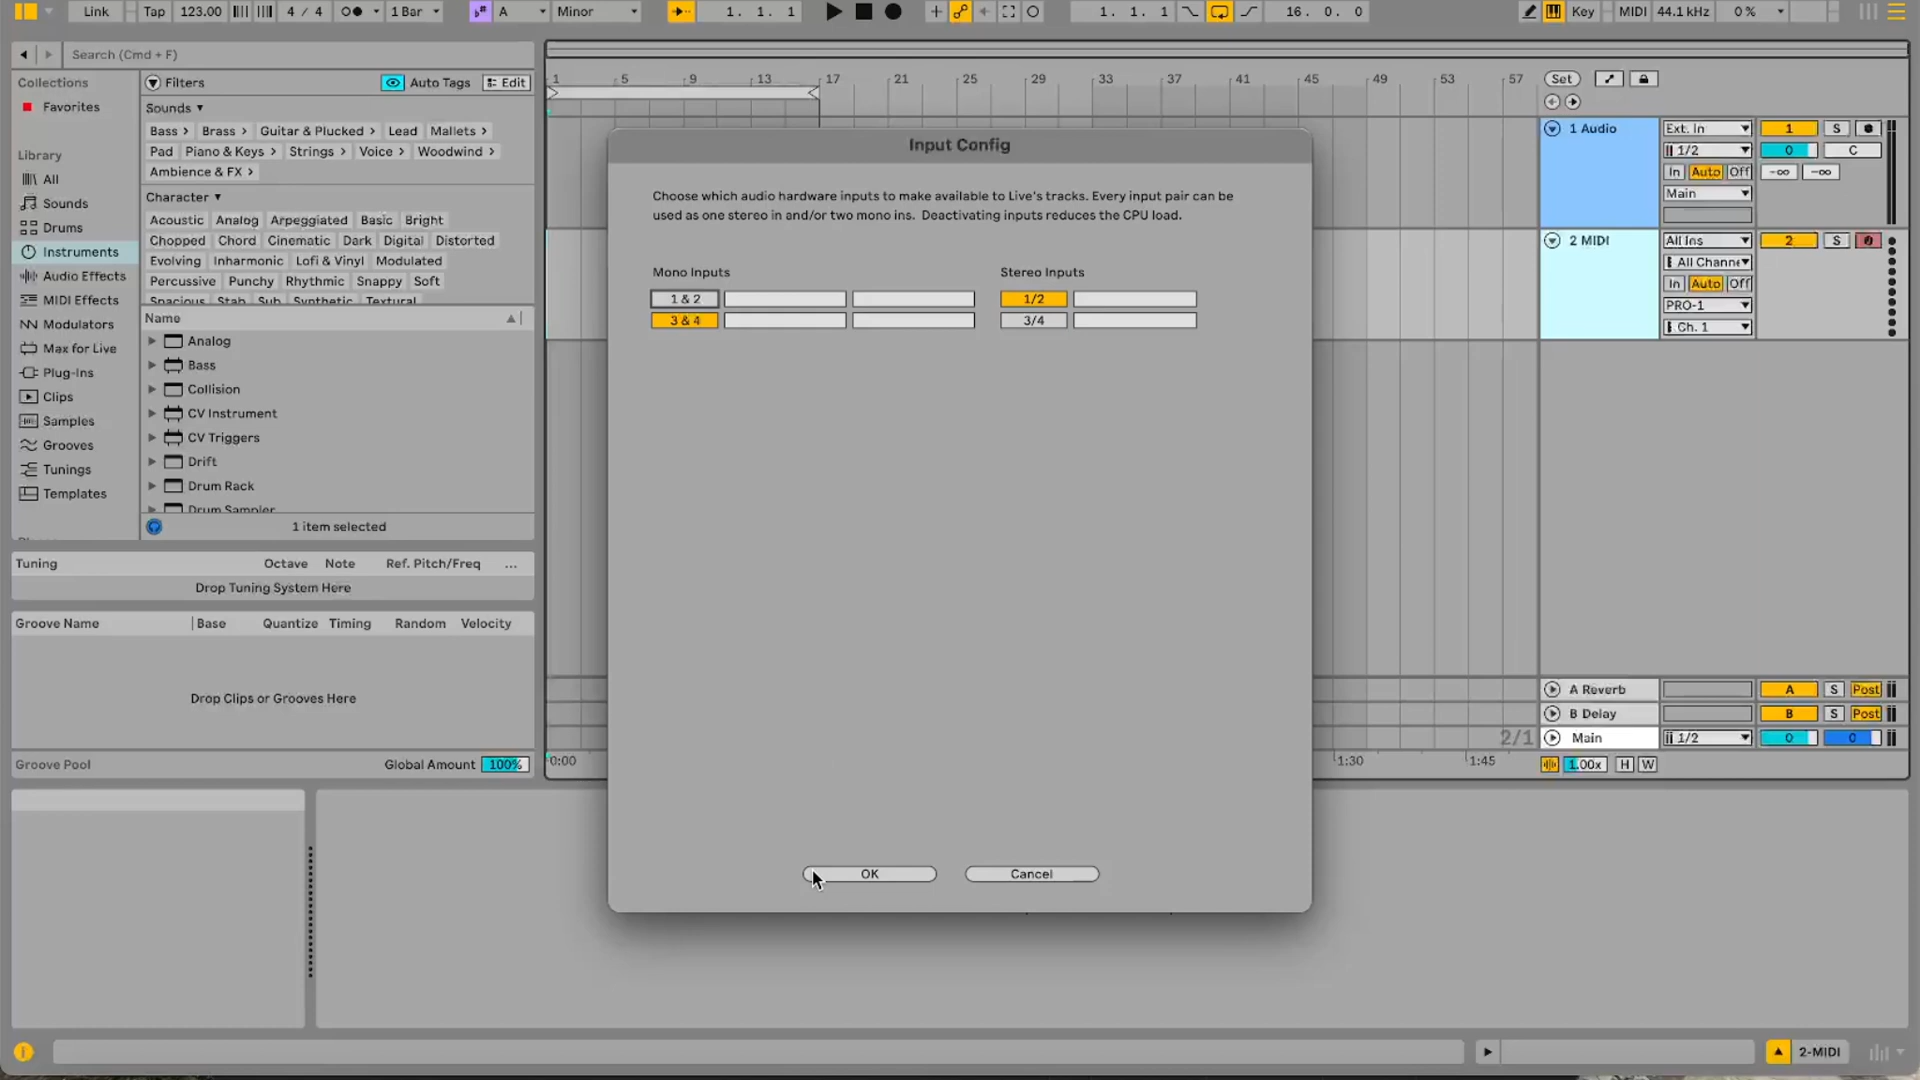 Link Tap 123.00 4 / 4 1 Bar A Minor 1. 1. 1 1. 1. 1 16. 0. 0 Key MIDI 44.1 kHz 0 %
Search (Cmd + F)
Collections
Favorites
Library
All
Sounds
Drums
Instruments
Audio Effects
MIDI Effects
Modulators
Max for Live
Plug-Ins
Clips
Samples
Grooves
Tunings
Templates
Filters Auto Tags Edit
Sounds
Bass > Brass > Guitar & Plucked > Lead Mallets >
Pad Piano & Keys > Strings > Voice > Woodwind >
Ambience & FX >
Character
Acoustic Analog Arpeggiated Basic Bright
Chopped Chord Cinematic Dark Digital Distorted
Evolving Inharmonic Lofi & Vinyl Modulated
Percussive Punchy Rhythmic Snappy Soft
Spacious Stab Sub Synthetic Textural
Name
Analog
Bass
Collision
CV Instrument
CV Triggers
Drift
Drum Rack
Drum Sampler
1 item selected
Tuning Octave Note Ref. Pitch/Freq ...
Drop Tuning System Here
Groove Name Base Quantize Timing Random Velocity
Drop Clips or Grooves Here
Groove Pool Global Amount 100%
1 5 9 13 17 21 25 29 33 37 41 45 49 53 57 Set
Input Config
Choose which audio hardware inputs to make available to Live's tracks. Every input pair can be
used as one stereo in and/or two mono ins. Deactivating inputs reduces the CPU load.
Mono Inputs Stereo Inputs
1 & 2 1/2
3 & 4 3/4
OK Cancel
1 Audio Ext. In 1 S
1/2 0 C
In Auto Off -∞ -∞
Main
2 MIDI All Ins 2 S
All Channe
In Auto Off
PRO-1
Ch. 1
A Reverb A S Post
B Delay B S Post
2/1 Main 1/2 0 0
0:00 1:30 1:45 1.00x H W
2-MIDI